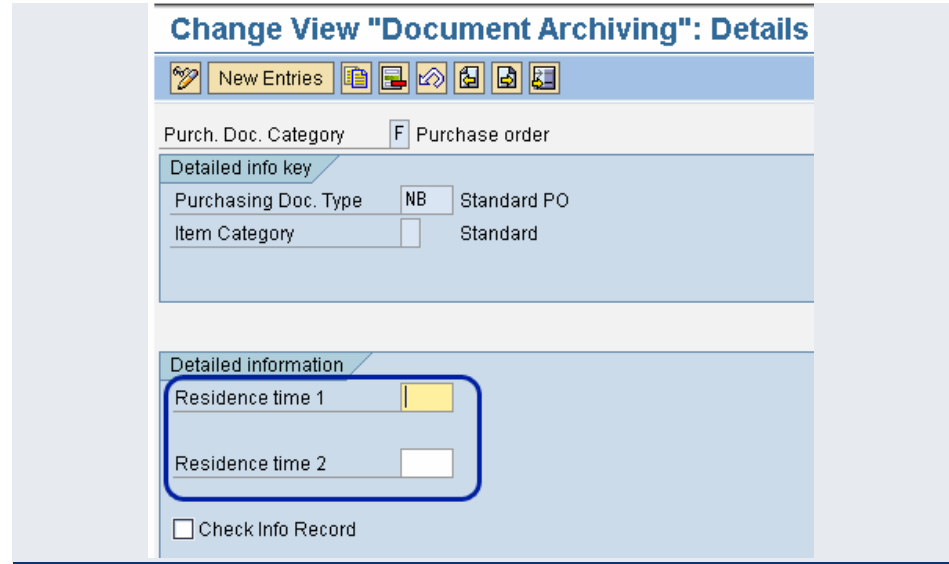 Change View "Document Archiving": Details
New Entries
Purch. Doc. Category F Purchase order
Detailed info key
Purchasing Doc. Type NB Standard PO
Item Category Standard
Detailed information
Residence time 1
Residence time 2
Check Info Record